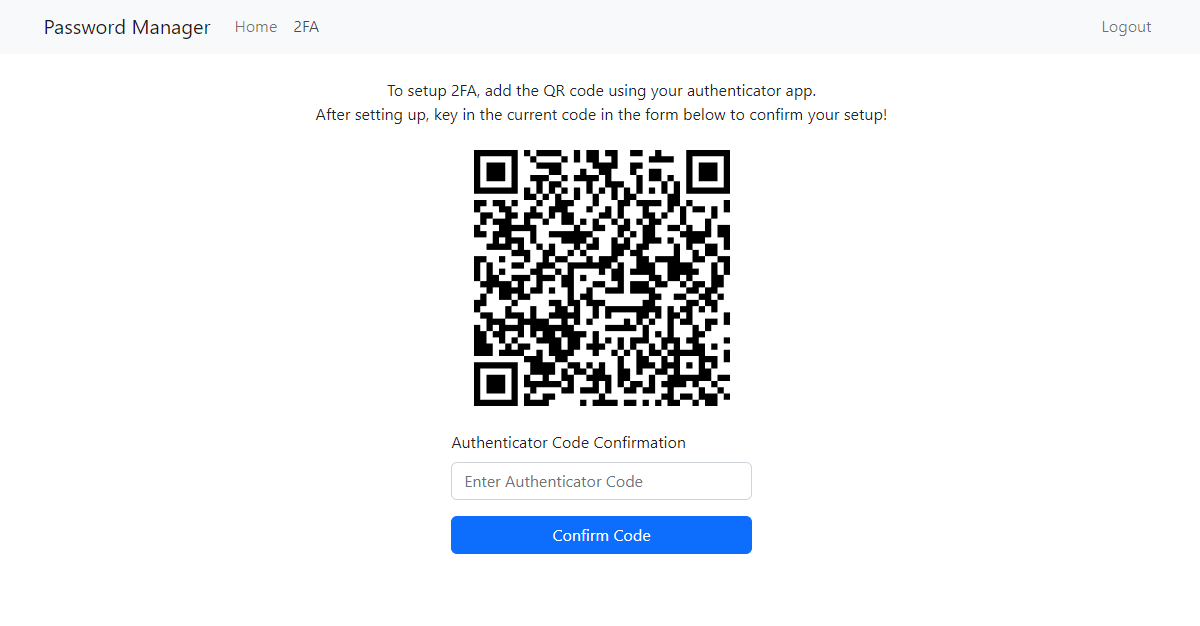 Password Manager Home 2FA Logout
To setup 2FA, add the QR code using your authenticator app.
After setting up, key in the current code in the form below to confirm your setup!
Authenticator Code Confirmation
Enter Authenticator Code
Confirm Code